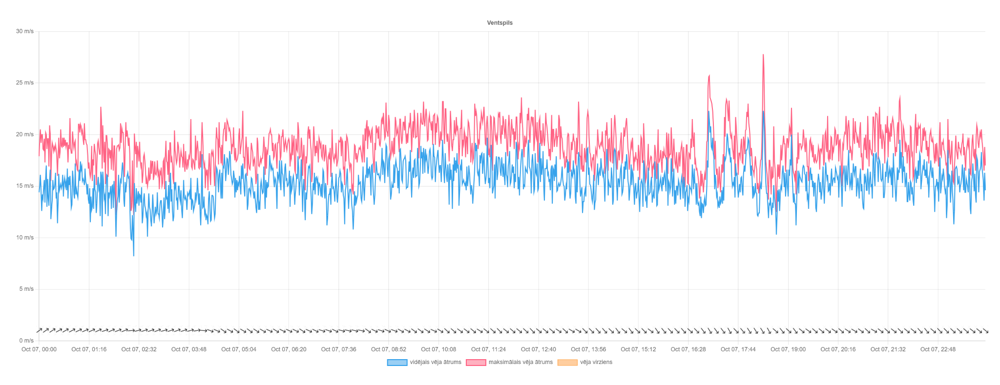 Ventspils
30 m/s
25 m/s
20 m/s
15 m/s
10 m/s
5 m/s
0 m/s
Oct 07, 00:00 Oct 07, 01:16 Oct 07, 02:32 Oct 07, 03:48 Oct 07, 05:04 Oct 07, 06:20 Oct 07, 07:36 Oct 07, 08:52 Oct 07, 10:08 Oct 07, 11:24 Oct 07, 12:40 Oct 07, 13:56 Oct 07, 15:12 Oct 07, 16:28 Oct 07, 17:44 Oct 07, 19:00 Oct 07, 20:16 Oct 07, 21:32 Oct 07, 22:48
vidējais vēja ātrums maksimālais vēja ātrums vēja virziens